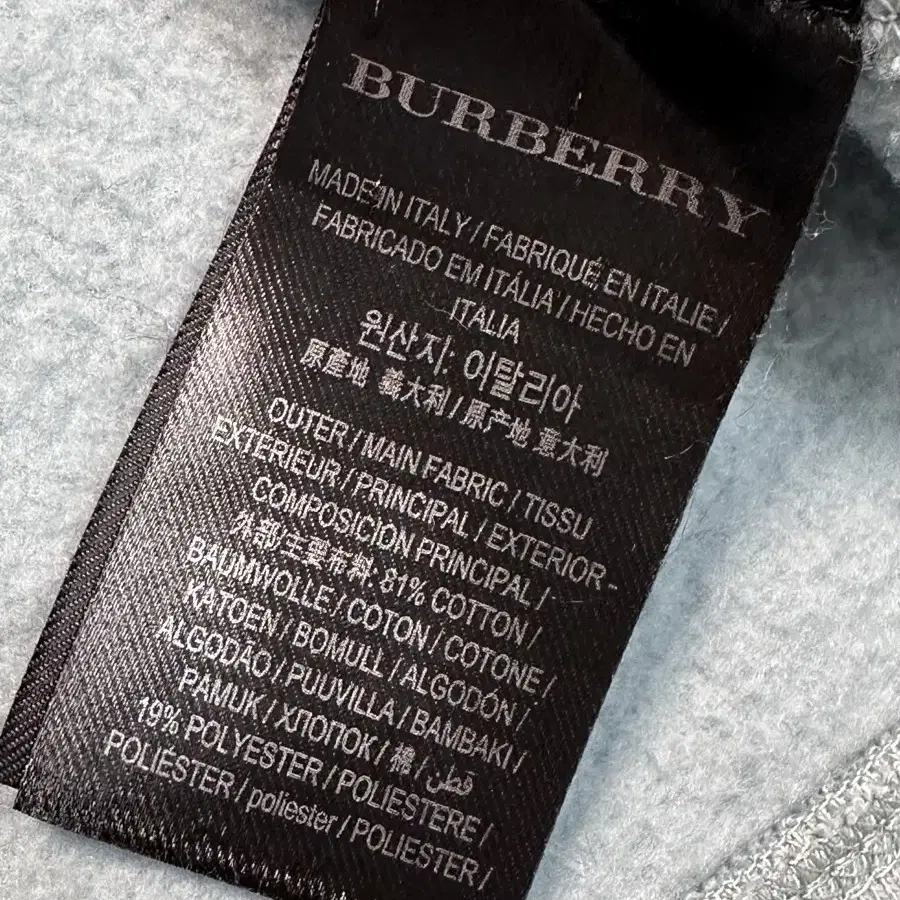 BURBERRY
MADE IN ITALY / FABRIQUÉ EN ITALIE /
FABRICADO EM ITÁLIA / HECHO EN
ITALIA
원산지: 이탈리아
原產地 義大利 / 原产地 意大利
OUTER / MAIN FABRIC / TISSU
EXTERIEUR / PRINCIPAL / EXTERIOR -
COMPOSICIÓN PRINCIPAL /
外部/主要布料: 81% COTTON /
BAUMWOLLE / COTON / COTONE /
KATOEN / BOMULL / ALGODÓN /
ALGODÃO / PUUVILLA / BAMBAKI /
PAMUK / ХЛОПОК / 棉 / قطن
19% POLYESTER / POLIESTERE /
POLIÉSTER / poliester / POLIESTER /